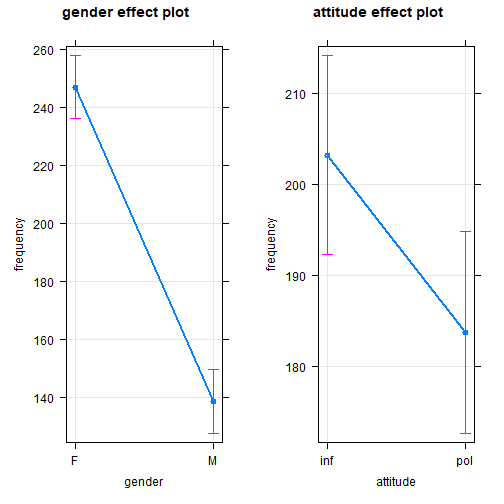 gender effect plot
frequency
260
240
220
200
180
160
140
F M
gender
attitude effect plot
frequency
210
200
190
180
inf pol
attitude